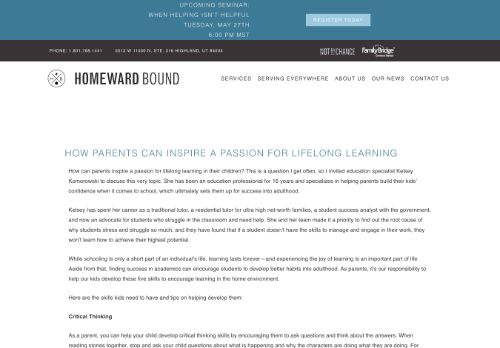 UPCOMING SEMINAR:
WHEN HELPING ISN'T HELPFUL
TUESDAY, MAY 27TH
6:00 PM MST
REGISTER TODAY
PHONE: 1.801.768.1441 5313 W 11000 N, STE. 216 HIGHLAND, UT 84003
NOT BY CHANCE FamilyBridge
HOMEWARD BOUND
SERVICES SERVING EVERYWHERE ABOUT US OUR NEWS CONTACT US
HOW PARENTS CAN INSPIRE A PASSION FOR LIFELONG LEARNING
How can parents inspire a passion for lifelong learning in their children? This is a question I get often, so I invited education specialist Kelsey
Komorowski to discuss this very topic. She has been an education professional for 16 years and specializes in helping parents build their kids'
confidence when it comes to school, which ultimately sets them up for success into adulthood.
Kelsey has spent her career as a traditional tutor, a residential tutor for ultra high net-worth families, a student success analyst with the government,
and now an advocate for students who struggle in the classroom and need help. She and her team made it a priority to find out the root cause of
why students stress and struggle so much, and they have found that if a student doesn't have the skills to manage and engage in their work, they
won't learn how to achieve their highest potential.
While schooling is only a short part of an individual's life, learning lasts forever—and experiencing the joy of learning is an important part of life.
Aside from that, finding success in academics can encourage students to develop better habits into adulthood. As parents, it's our responsibility to
help our kids develop these five skills to encourage learning in the home environment.
Here are the skills kids need to have and tips on helping develop them:
Critical Thinking
As a parent, you can help your child develop critical thinking skills by encouraging them to ask questions and think about the answers. When
reading stories together, stop and ask your child questions about what is happening and why the characters are doing what they are doing. For